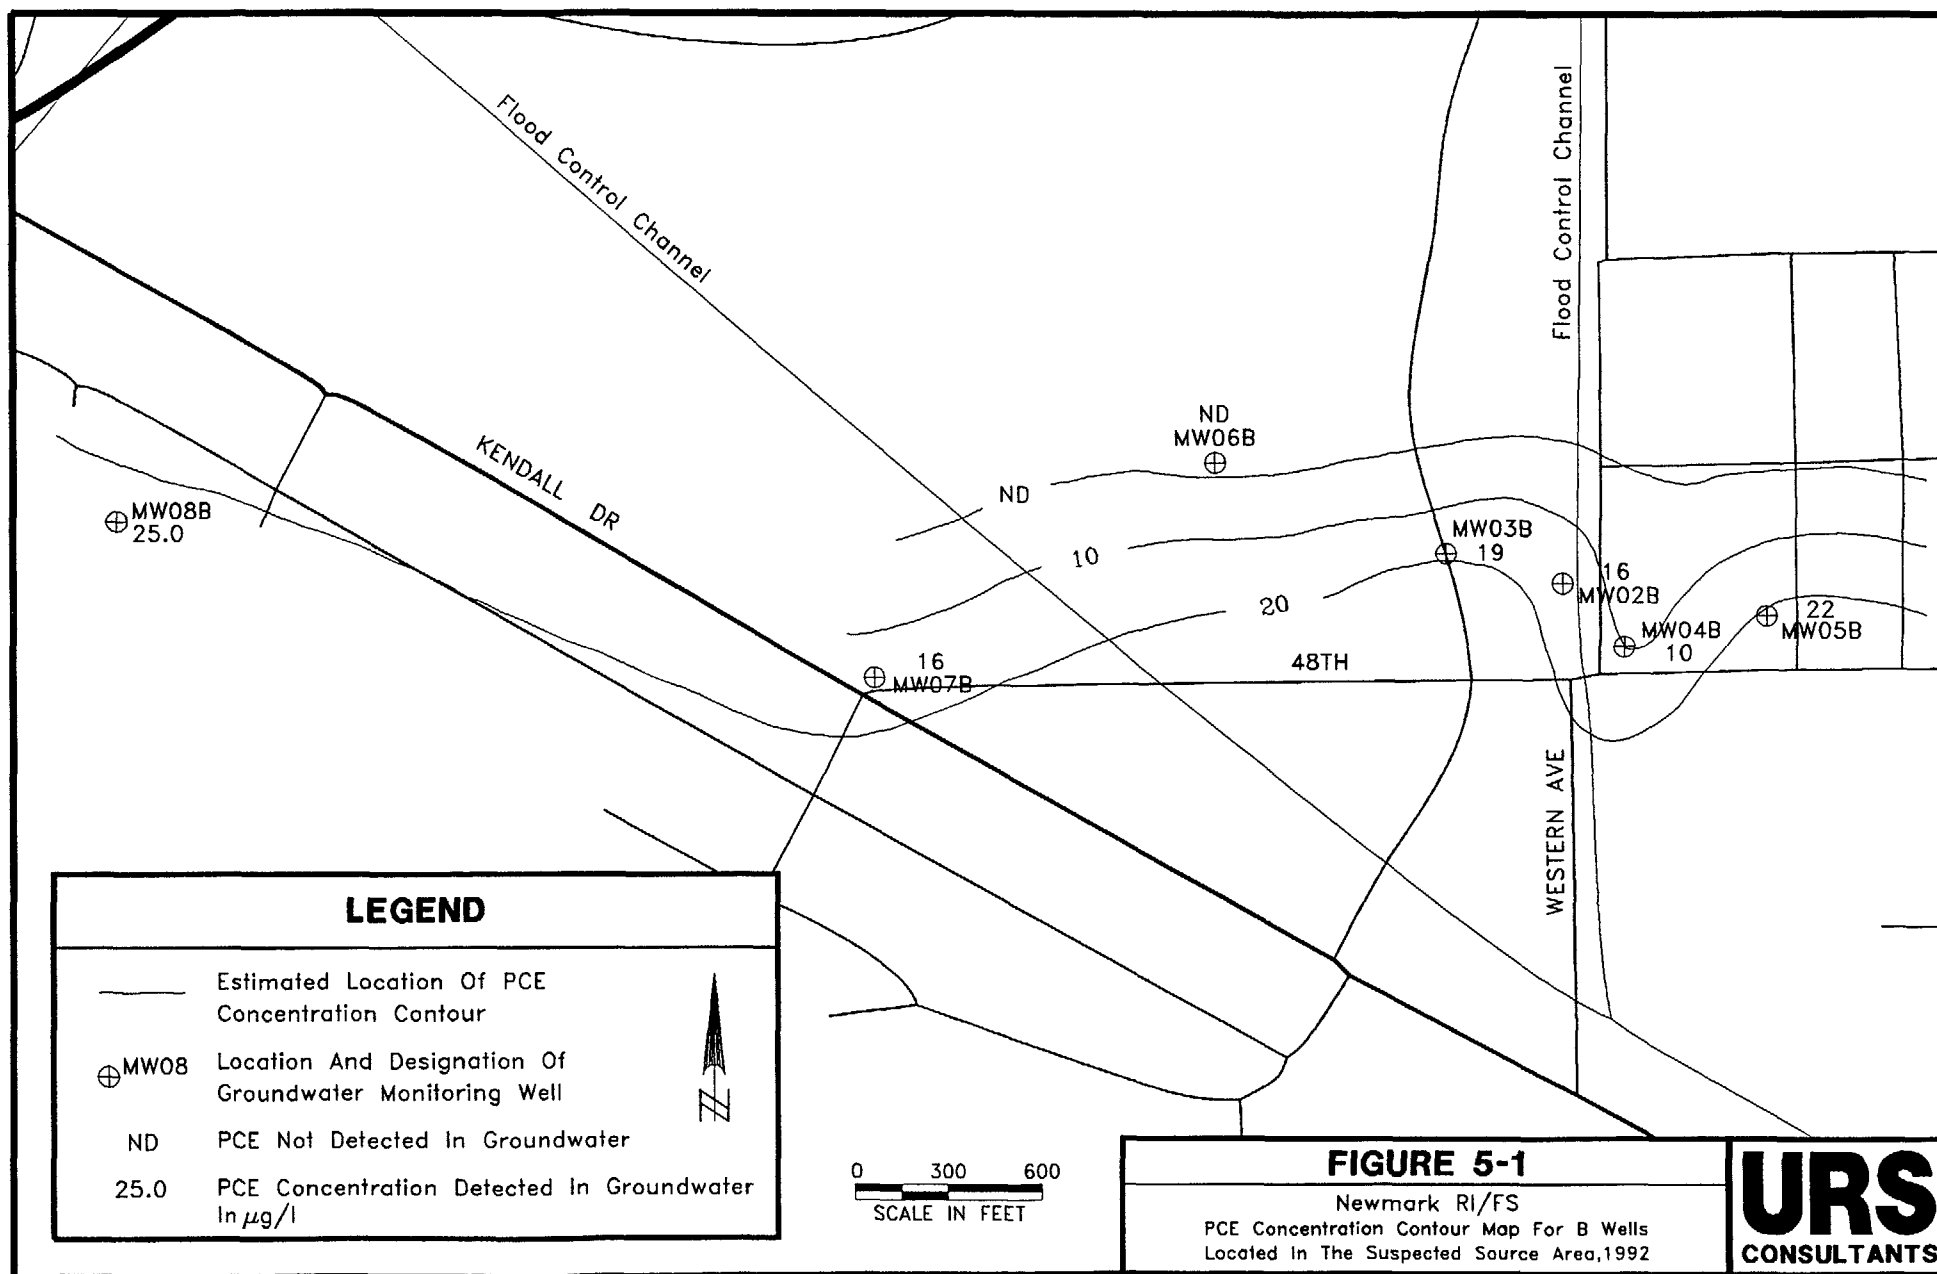 Flood Control Channel
Flood Control Channel
KENDALL DR
ND
MW06B
ND
10
20
MW08B
25.0
MW03B
19
16
MW02B
MW04B
10
22
MW05B
16
MW07B
48TH
WESTERN AVE
LEGEND
Estimated Location Of PCE
Concentration Contour
MW08 Location And Designation Of
Groundwater Monitoring Well
N
ND PCE Not Detected In Groundwater
25.0 PCE Concentration Detected In Groundwater
In µg/l
0 300 600
SCALE IN FEET
FIGURE 5-1
Newmark RI/FS
PCE Concentration Contour Map For B Wells
Located In The Suspected Source Area,1992
URS
CONSULTANTS